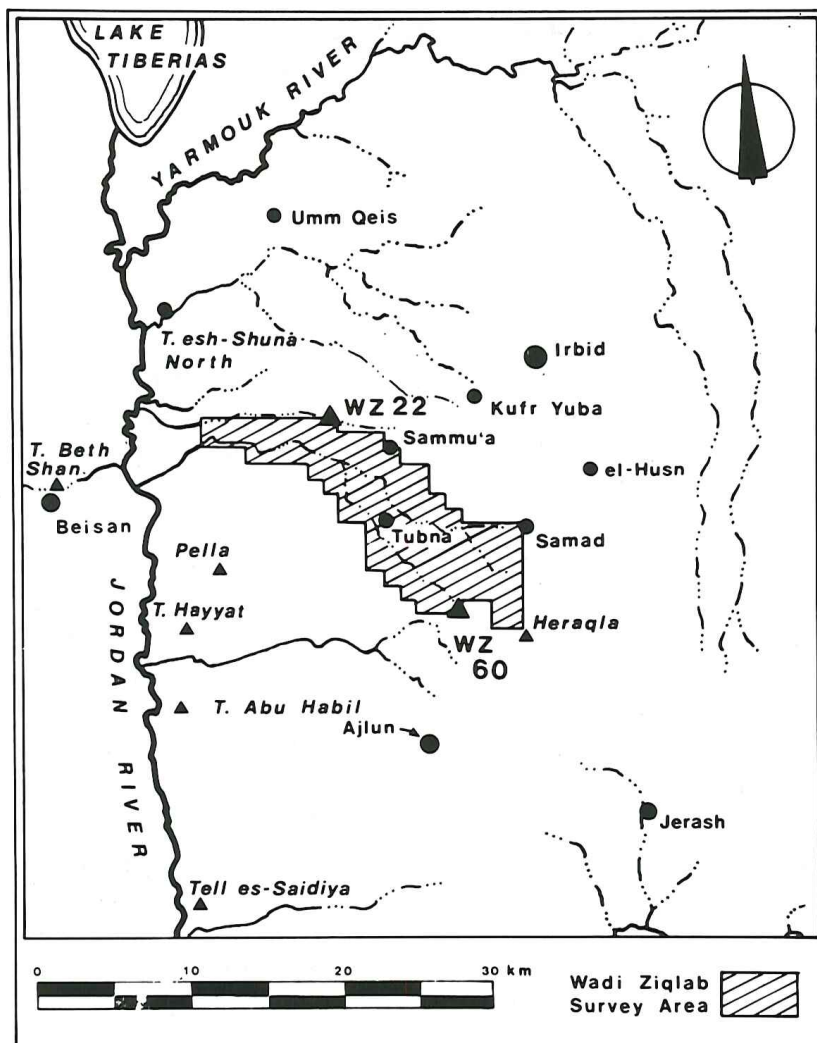 LAKE
TIBERIAS
YARMOUK RIVER
Umm Qeis
T. esh-Shuna
North
Irbid
WZ 22
Kufr Yuba
Sammu'a
T. Beth
Shan
el-Husn
Beisan
Tubna
Samad
Pella
T. Hayyat
Heraqla
WZ
60
JORDAN RIVER
T. Abu Habil
Ajlun
Jerash
Tell es-Saidiya
0 10 20 30 km
Wadi Ziqlab
Survey Area